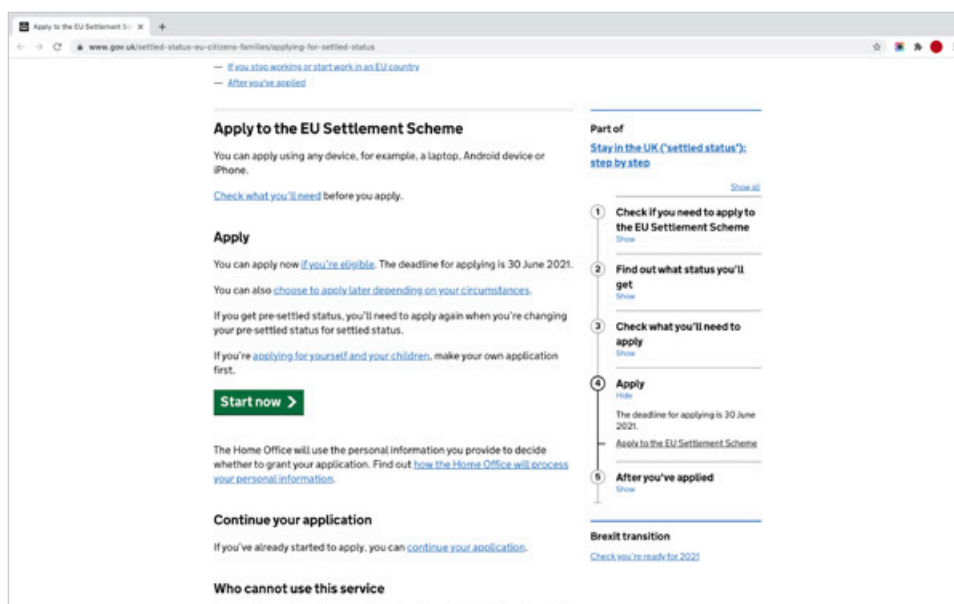 Apply to the EU Settlement Sc
www.gov.uk/settled-status-eu-citizens-families/applying-for-settled-status
— If you stop working or start work in an EU country
— After you've applied
Apply to the EU Settlement Scheme
You can apply using any device, for example, a laptop, Android device or
iPhone.
Check what you'll need before you apply.
Apply
You can apply now if you're eligible. The deadline for applying is 30 June 2021.
You can also choose to apply later depending on your circumstances.
If you get pre-settled status, you'll need to apply again when you're changing
your pre-settled status for settled status.
If you're applying for yourself and your children, make your own application
first.
Start now
The Home Office will use the personal information you provide to decide
whether to grant your application. Find out how the Home Office will process
your personal information.
Continue your application
If you've already started to apply, you can continue your application.
Who cannot use this service
Part of
Stay in the UK ('settled status'):
step by step
Show all
1 Check if you need to apply to
the EU Settlement Scheme
Show
2 Find out what status you'll
get
Show
3 Check what you'll need to
apply
Show
4 Apply
Hide
The deadline for applying is 30 June
2021.
Apply to the EU Settlement Scheme
5 After you've applied
Show
Brexit transition
Check you're ready for 2021